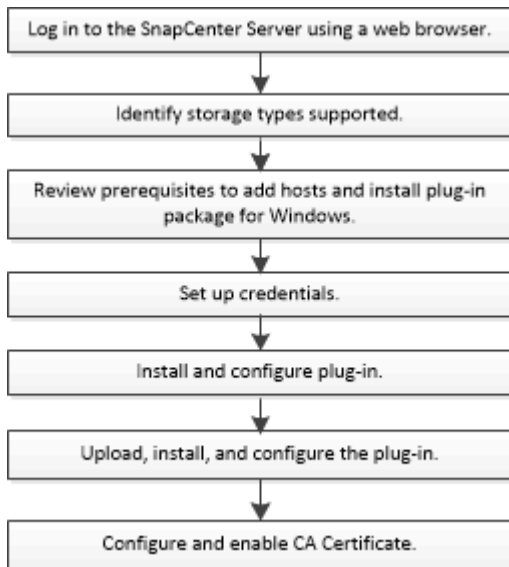 Log in to the SnapCenter Server using a web browser.
Identify storage types supported.
Review prerequisites to add hosts and install plug-in
package for Windows.
Set up credentials.
Install and configure plug-in.
Upload, install, and configure the plug-in.
Configure and enable CA Certificate.